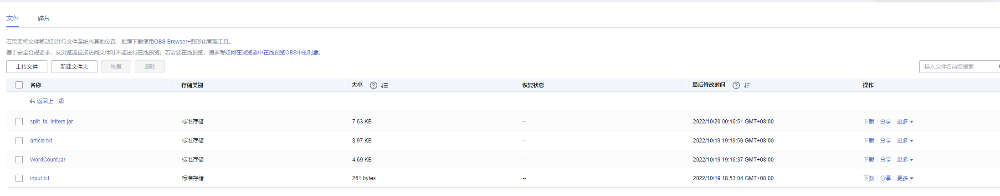 文件 碎片
若需要将文件移动到并行文件系统内其他位置，推荐下载使用OBS Browser+图形化管理工具。
基于安全合规要求，从浏览器直接访问文件时不能进行在线预览；若需要在线预览，请参考如何在浏览器中在线预览OBS中的对象。
上传文件 新建文件夹 恢复 删除 输入文件名前缀搜索
名称 存储类别 大小 恢复状态 最后修改时间 操作
返回上一级
split_to_letters.jar 标准存储 7.63 KB -- 2022/10/20 00:16:51 GMT+08:00 下载 分享 更多
article.txt 标准存储 8.97 KB -- 2022/10/19 19:19:59 GMT+08:00 下载 分享 更多
WordCount.jar 标准存储 4.69 KB -- 2022/10/19 19:16:37 GMT+08:00 下载 分享 更多
input.txt 标准存储 261 bytes -- 2022/10/19 18:53:04 GMT+08:00 下载 分享 更多